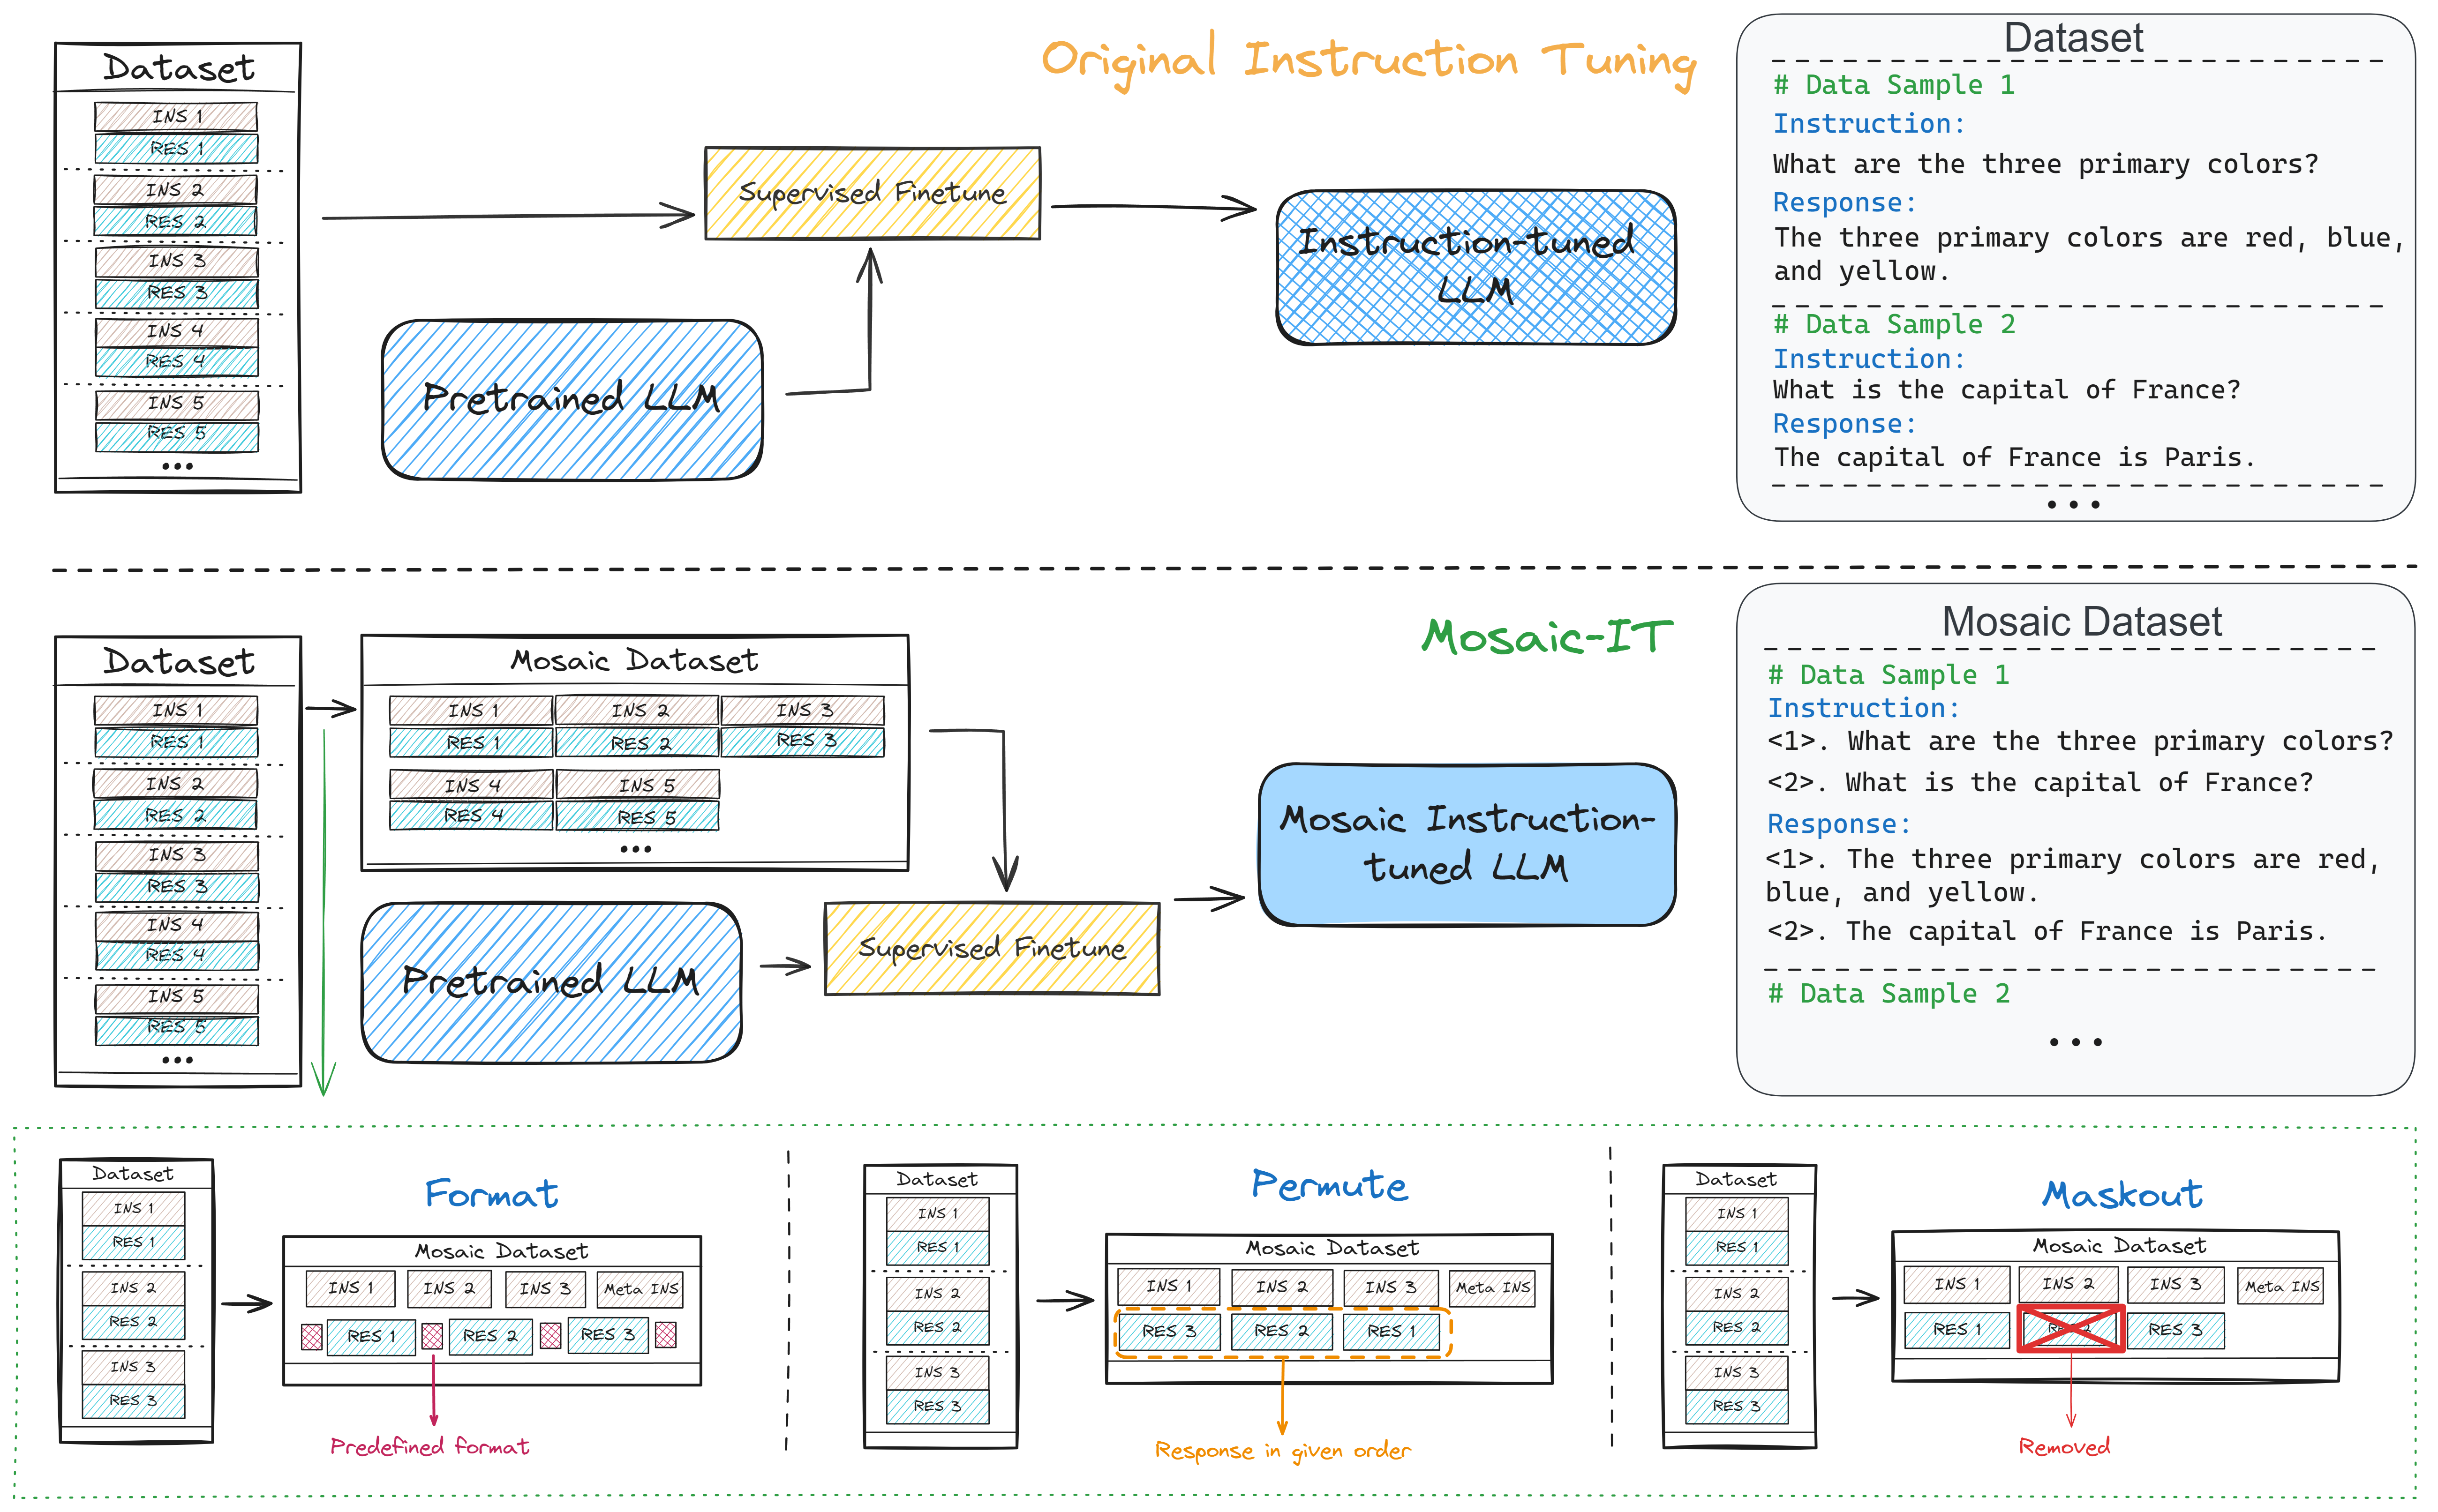 Original Instruction Tuning
Dataset
INS 1
RES 1
INS 2
RES 2
INS 3
RES 3
INS 4
RES 4
INS 5
RES 5
...
Supervised Finetune
Pretrained LLM
Instruction-tuned
LLM
Dataset
# Data Sample 1
Instruction:
What are the three primary colors?
Response:
The three primary colors are red, blue,
and yellow.
# Data Sample 2
Instruction:
What is the capital of France?
Response:
The capital of France is Paris.
...
Mosaic-IT
Dataset
INS 1
RES 1
INS 2
RES 2
INS 3
RES 3
INS 4
RES 4
INS 5
RES 5
...
Mosaic Dataset
INS 1 INS 2 INS 3
RES 1 RES 2 RES 3
INS 4 INS 5
RES 4 RES 5
...
Pretrained LLM
Supervised Finetune
Mosaic Instruction-
tuned LLM
Mosaic Dataset
# Data Sample 1
Instruction:
<1>. What are the three primary colors?
<2>. What is the capital of France?
Response:
<1>. The three primary colors are red,
blue, and yellow.
<2>. The capital of France is Paris.
# Data Sample 2
...
Dataset
INS 1
RES 1
INS 2
RES 2
INS 3
RES 3
Format
Mosaic Dataset
INS 1 INS 2 INS 3 Meta INS
RES 1 RES 2 RES 3
Predefined format
Dataset
INS 1
RES 1
INS 2
RES 2
INS 3
RES 3
Permute
Mosaic Dataset
INS 1 INS 2 INS 3 Meta INS
RES 3 RES 2 RES 1
Response in given order
Dataset
INS 1
RES 1
INS 2
RES 2
INS 3
RES 3
Maskout
Mosaic Dataset
INS 1 INS 2 INS 3 Meta INS
RES 1 RES 2 RES 3
Removed